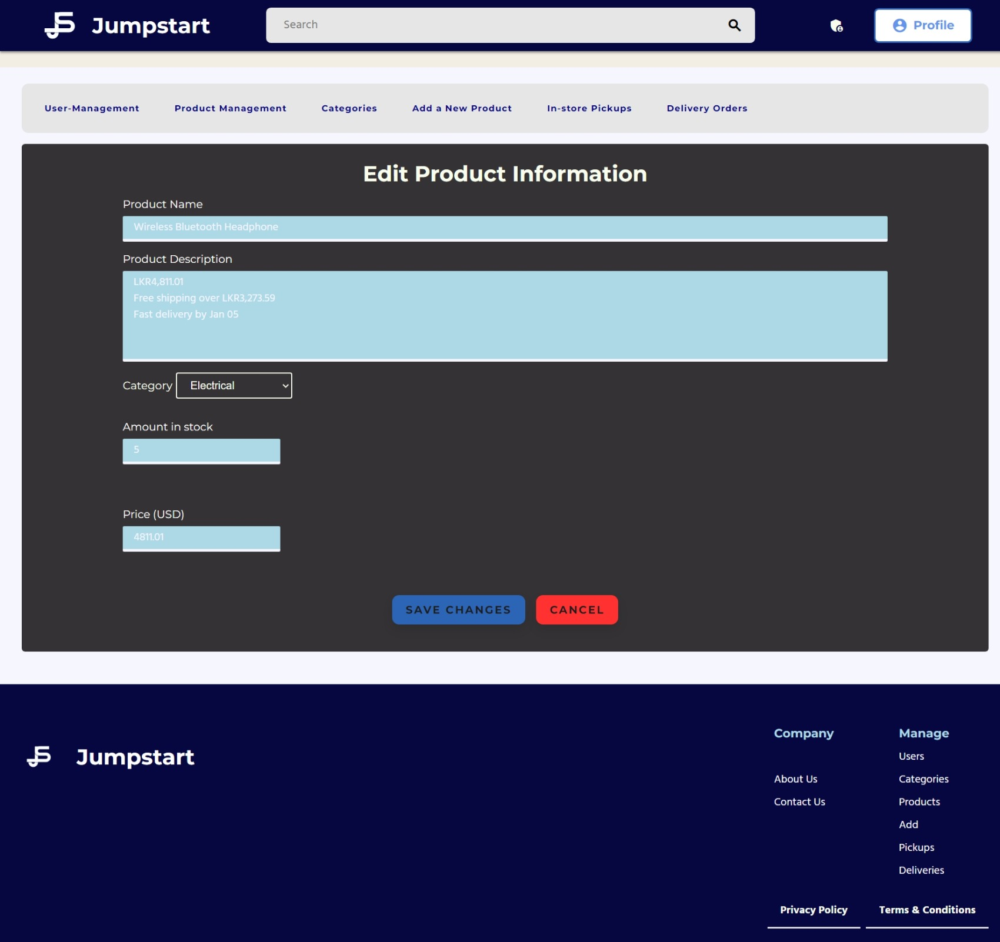 Jumpstart
Search
Profile
User-Management Product Management Categories Add a New Product In-store Pickups Delivery Orders
Edit Product Information
Product Name
Wireless Bluetooth Headphone
Product Description
LKR4,811.01
Free shipping over LKR3,273.59
Fast delivery by Jan 05
Category Electrical
Amount in stock
5
Price (USD)
4811.01
SAVE CHANGES CANCEL
Jumpstart
Company
About Us
Contact Us
Manage
Users
Categories
Products
Add
Pickups
Deliveries
Privacy Policy Terms & Conditions